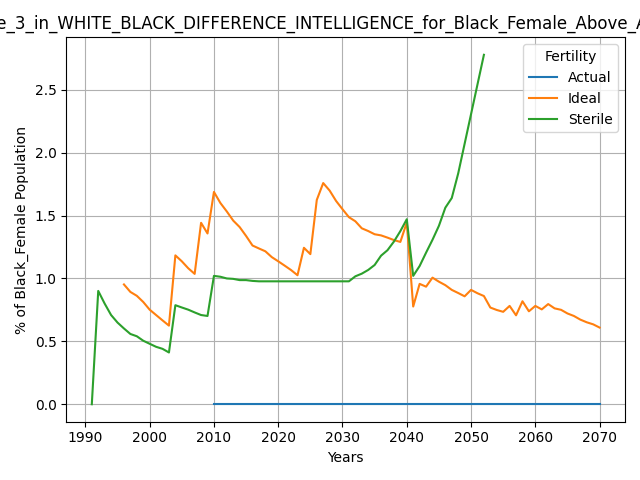 e_3_in_WHITE_BLACK_DIFFERENCE_INTELLIGENCE_for_Black_Female_Above_A
Fertility
Actual
Ideal
Sterile
% of Black_Female Population
2.5
2.0
1.5
1.0
0.5
0.0
1990 2000 2010 2020 2030 2040 2050 2060 2070
Years